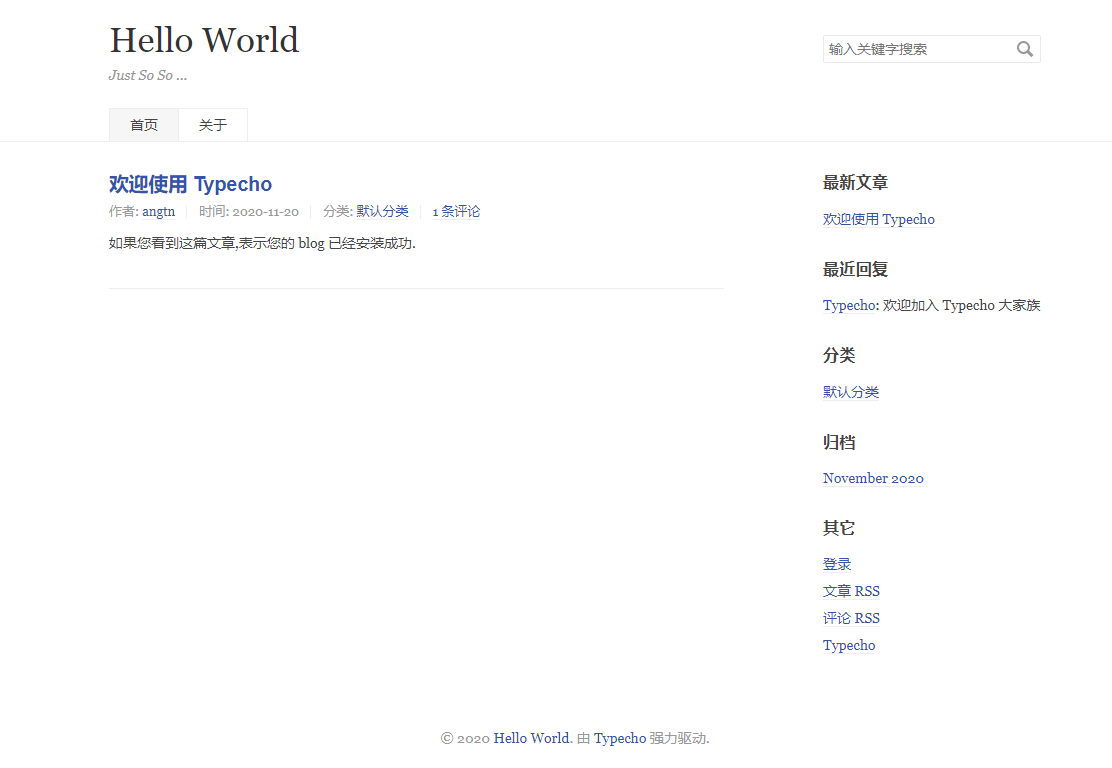 Hello World
Just So So ...
输入关键字搜索
首页 关于
欢迎使用 Typecho
作者: angtn 时间: 2020-11-20 分类: 默认分类 1 条评论
如果您看到这篇文章,表示您的 blog 已经安装成功.
最新文章
欢迎使用 Typecho
最近回复
Typecho: 欢迎加入 Typecho 大家族
分类
默认分类
归档
November 2020
其它
登录
文章 RSS
评论 RSS
Typecho
© 2020 Hello World. 由 Typecho 强力驱动.